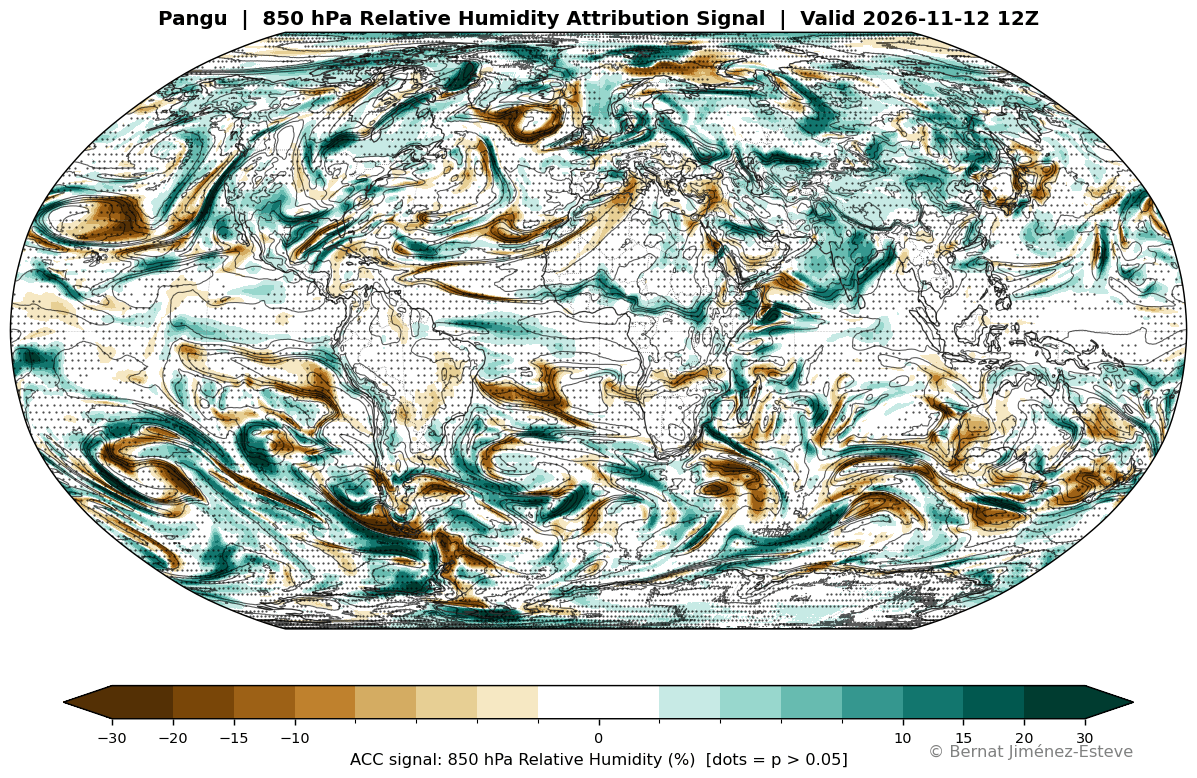 Pangu | 850 hPa Relative Humidity Attribution Signal | Valid 2026-11-12 12Z
−30 −20 −15 −10 0 10 15 20 30
ACC signal: 850 hPa Relative Humidity (%) [dots = p > 0.05]
© Bernat Jiménez-Esteve